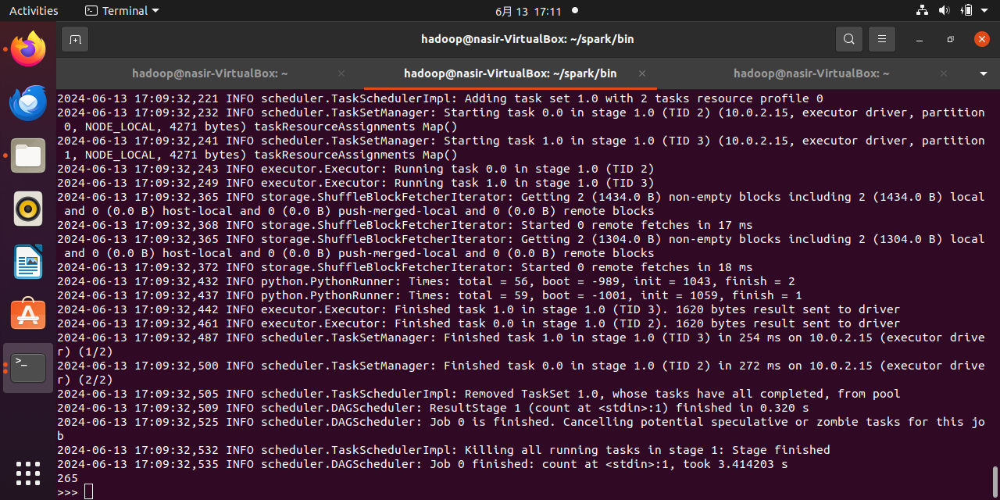 Activities
Terminal
6月 13 17:11
hadoop@nasir-VirtualBox: ~/spark/bin
hadoop@nasir-VirtualBox: ~
hadoop@nasir-VirtualBox: ~/spark/bin
hadoop@nasir-VirtualBox: ~
2024-06-13 17:09:32,221 INFO scheduler.TaskSchedulerImpl: Adding task set 1.0 with 2 tasks resource profile 0
2024-06-13 17:09:32,232 INFO scheduler.TaskSetManager: Starting task 0.0 in stage 1.0 (TID 2) (10.0.2.15, executor driver, partition
0, NODE_LOCAL, 4271 bytes) taskResourceAssignments Map()
2024-06-13 17:09:32,241 INFO scheduler.TaskSetManager: Starting task 1.0 in stage 1.0 (TID 3) (10.0.2.15, executor driver, partition
1, NODE_LOCAL, 4271 bytes) taskResourceAssignments Map()
2024-06-13 17:09:32,243 INFO executor.Executor: Running task 0.0 in stage 1.0 (TID 2)
2024-06-13 17:09:32,249 INFO executor.Executor: Running task 1.0 in stage 1.0 (TID 3)
2024-06-13 17:09:32,365 INFO storage.ShuffleBlockFetcherIterator: Getting 2 (1434.0 B) non-empty blocks including 2 (1434.0 B) local
and 0 (0.0 B) host-local and 0 (0.0 B) push-merged-local and 0 (0.0 B) remote blocks
2024-06-13 17:09:32,368 INFO storage.ShuffleBlockFetcherIterator: Started 0 remote fetches in 17 ms
2024-06-13 17:09:32,365 INFO storage.ShuffleBlockFetcherIterator: Getting 2 (1304.0 B) non-empty blocks including 2 (1304.0 B) local
and 0 (0.0 B) host-local and 0 (0.0 B) push-merged-local and 0 (0.0 B) remote blocks
2024-06-13 17:09:32,372 INFO storage.ShuffleBlockFetcherIterator: Started 0 remote fetches in 18 ms
2024-06-13 17:09:32,432 INFO python.PythonRunner: Times: total = 56, boot = -989, init = 1043, finish = 2
2024-06-13 17:09:32,437 INFO python.PythonRunner: Times: total = 59, boot = -1001, init = 1059, finish = 1
2024-06-13 17:09:32,442 INFO executor.Executor: Finished task 1.0 in stage 1.0 (TID 3). 1620 bytes result sent to driver
2024-06-13 17:09:32,461 INFO executor.Executor: Finished task 0.0 in stage 1.0 (TID 2). 1620 bytes result sent to driver
2024-06-13 17:09:32,487 INFO scheduler.TaskSetManager: Finished task 1.0 in stage 1.0 (TID 3) in 254 ms on 10.0.2.15 (executor drive
r) (1/2)
2024-06-13 17:09:32,500 INFO scheduler.TaskSetManager: Finished task 0.0 in stage 1.0 (TID 2) in 272 ms on 10.0.2.15 (executor drive
r) (2/2)
2024-06-13 17:09:32,505 INFO scheduler.TaskSchedulerImpl: Removed TaskSet 1.0, whose tasks have all completed, from pool
2024-06-13 17:09:32,509 INFO scheduler.DAGScheduler: ResultStage 1 (count at <stdin>:1) finished in 0.320 s
2024-06-13 17:09:32,525 INFO scheduler.DAGScheduler: Job 0 is finished. Cancelling potential speculative or zombie tasks for this jo
b
2024-06-13 17:09:32,532 INFO scheduler.TaskSchedulerImpl: Killing all running tasks in stage 1: Stage finished
2024-06-13 17:09:32,535 INFO scheduler.DAGScheduler: Job 0 finished: count at <stdin>:1, took 3.414203 s
265
>>>